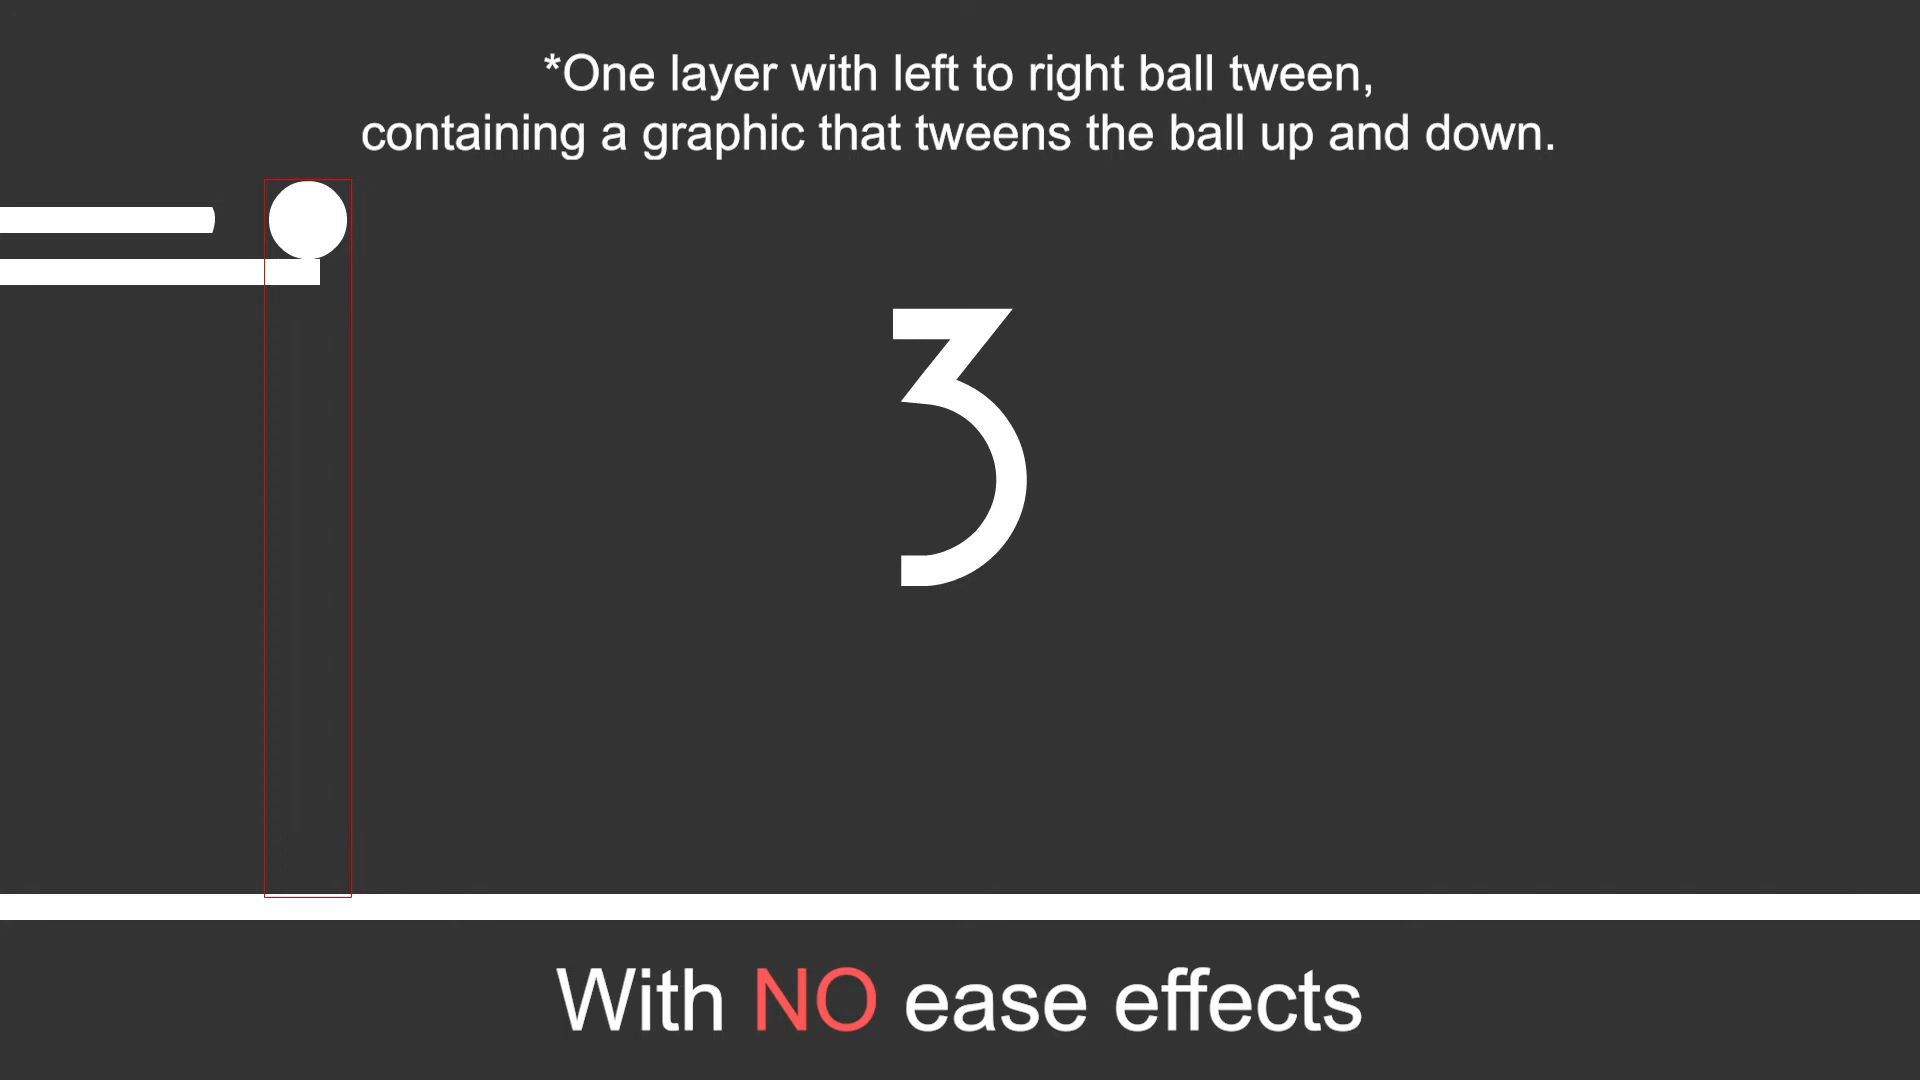 *One layer with left to right ball tween,
containing a graphic that tweens the ball up and down.
3
With NO ease effects